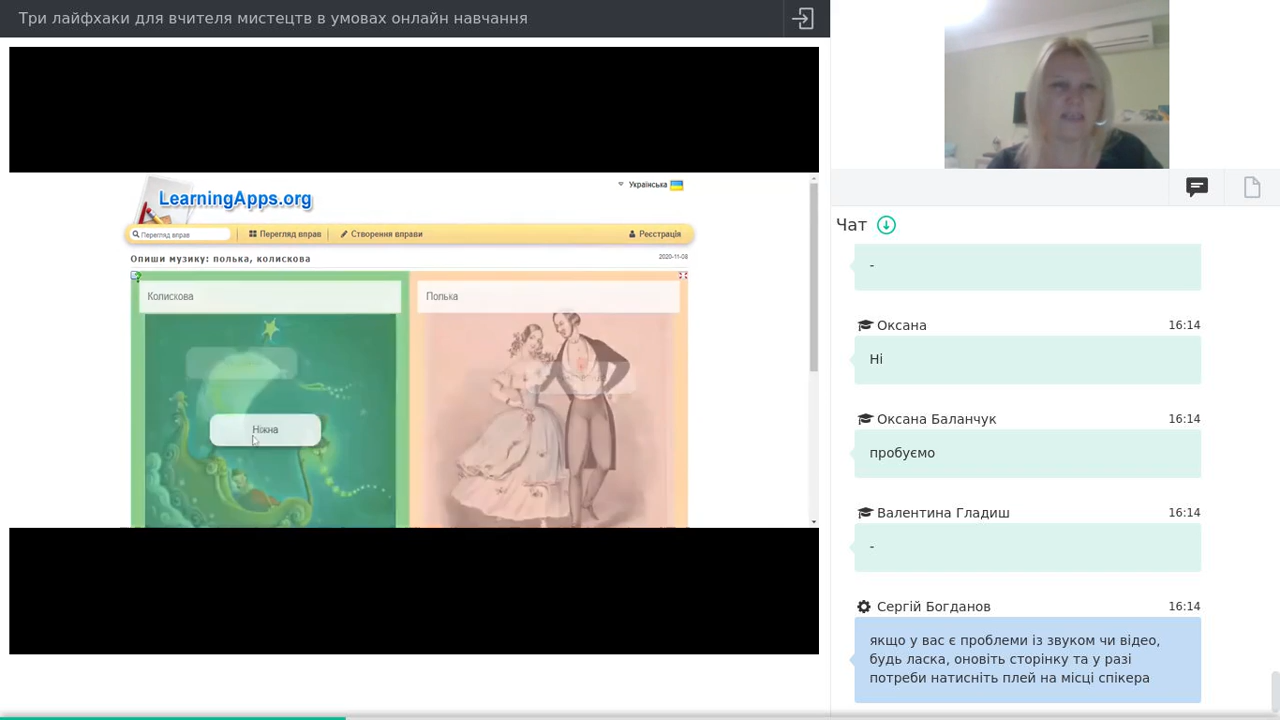 Три лайфхаки для вчителя мистецтв в умовах онлайн навчання
LearningApps.org
Українська
Перегляд вправ
Перегляд вправ
Створення вправи
Реєстрація
Опиши музику: полька, колискова
2020-11-08
Колискова
Полька
Ніжна
Чат
-
Оксана
16:14
Ні
Оксана Баланчук
16:14
пробуємо
Валентина Гладиш
16:14
-
Сергій Богданов
16:14
якщо у вас є проблеми із звуком чи відео,
будь ласка, оновіть сторінку та у разі
потреби натисніть плей на місці спікера